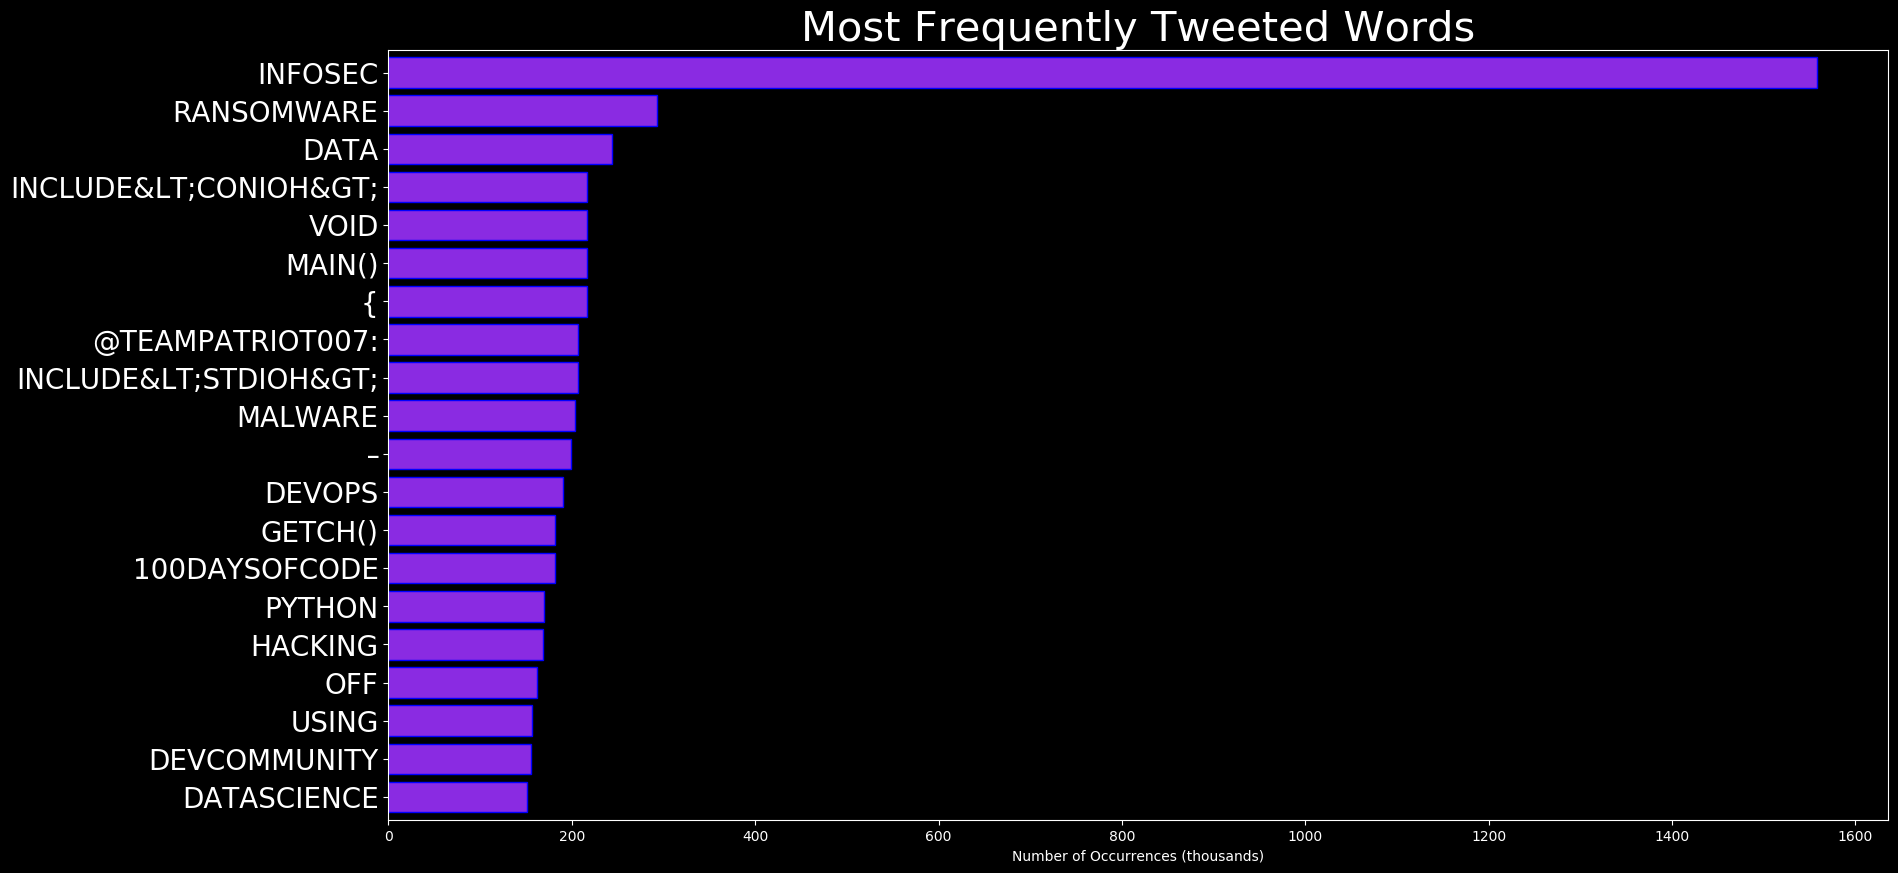 Most Frequently Tweeted Words
INFOSEC
RANSOMWARE
DATA
INCLUDE&LT;CONIOH&GT;
VOID
MAIN()
{
@TEAMPATRIOT007:
INCLUDE&LT;STDIOH&GT;
MALWARE
–
DEVOPS
GETCH()
100DAYSOFCODE
PYTHON
HACKING
OFF
USING
DEVCOMMUNITY
DATASCIENCE
0 200 400 600 800 1000 1200 1400 1600
Number of Occurrences (thousands)